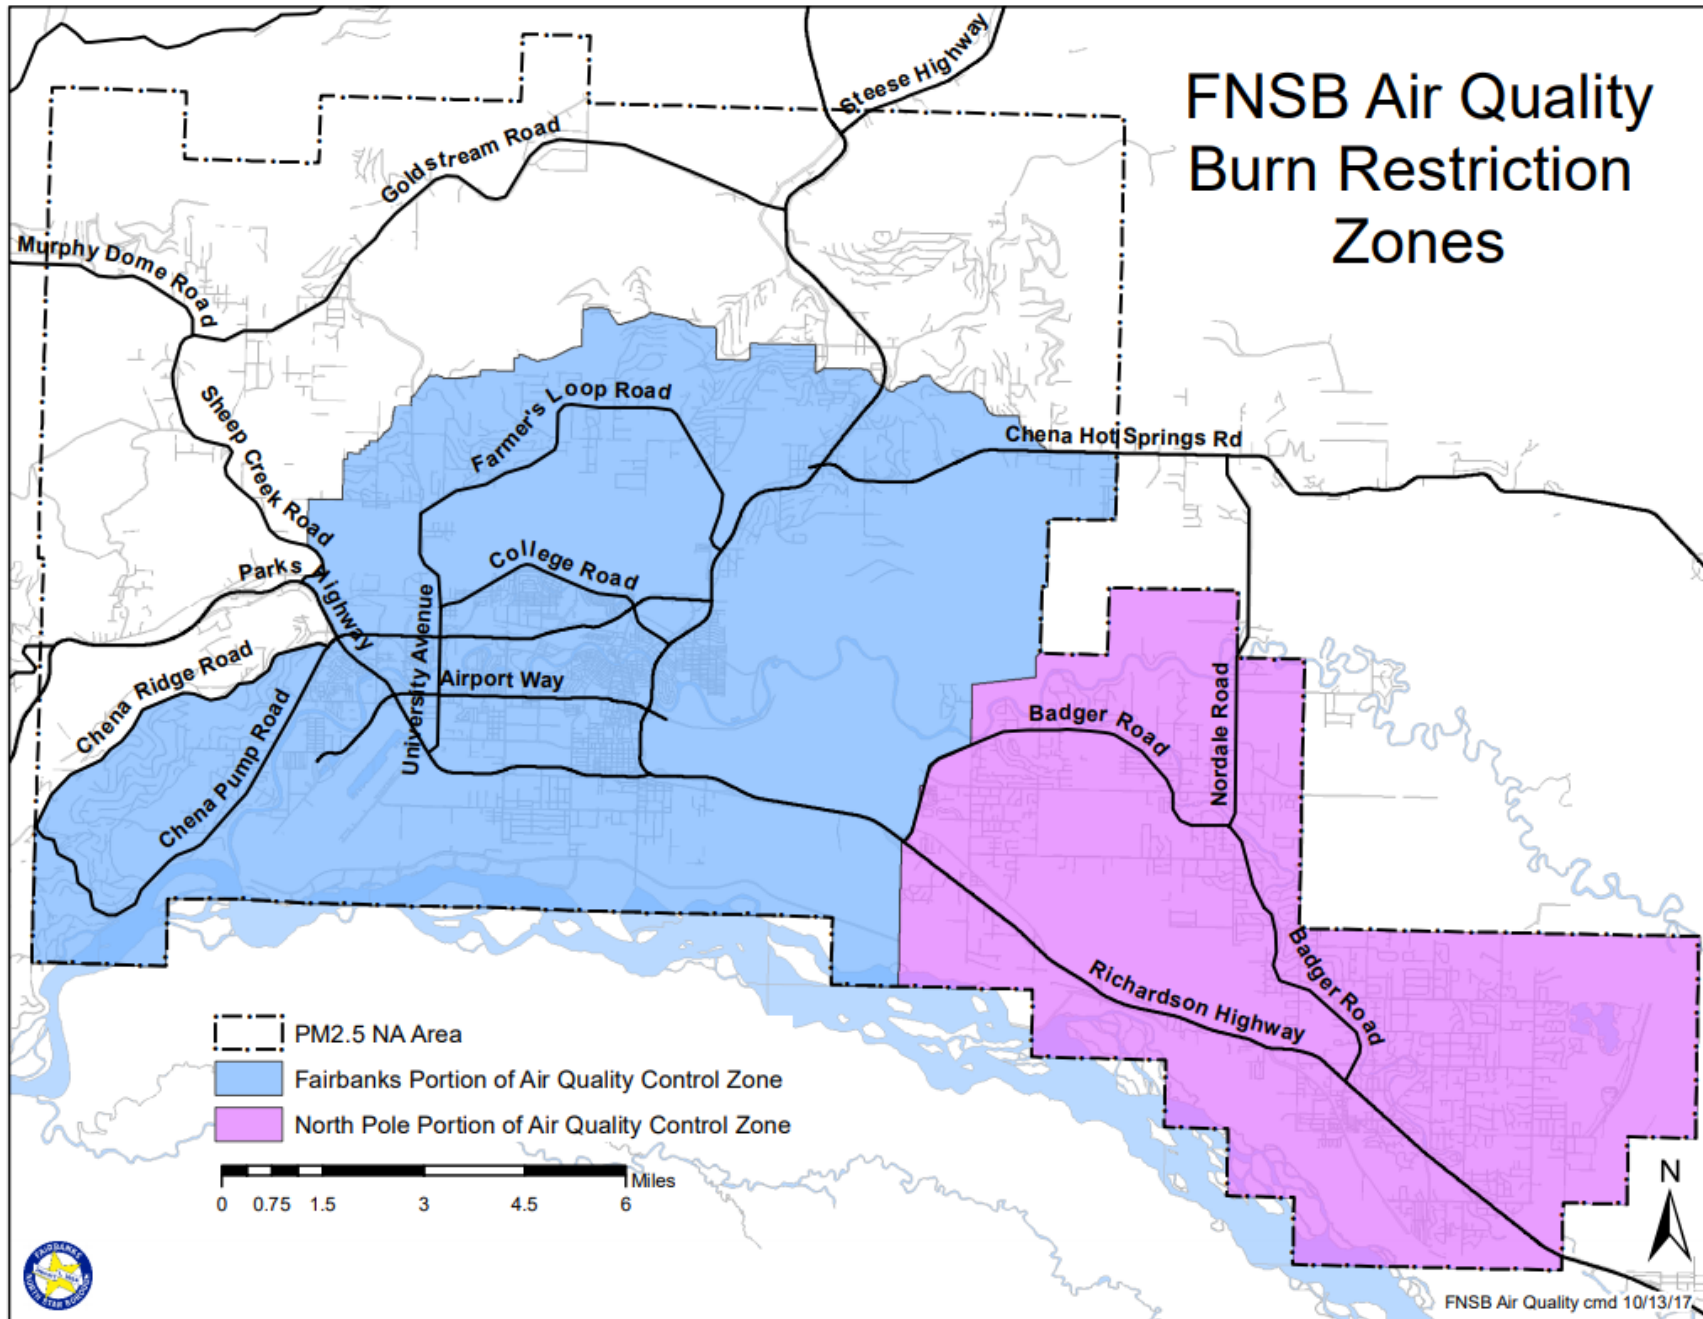 FNSB Air Quality
Burn Restriction
Zones
Steese Highway
Goldstream Road
Murphy Dome Road
Sheep Creek Road
Farmer's Loop Road
Chena Hot Springs Rd
Parks Highway
College Road
University Avenue
Airport Way
Chena Ridge Road
Chena Pump Road
Badger Road
Nordale Road
Badger Road
Richardson Highway
PM2.5 NA Area
Fairbanks Portion of Air Quality Control Zone
North Pole Portion of Air Quality Control Zone
Miles
0 0.75 1.5 3 4.5 6
N
FAIRBANKS
NORTH STAR BOROUGH
FNSB Air Quality cmd 10/13/17